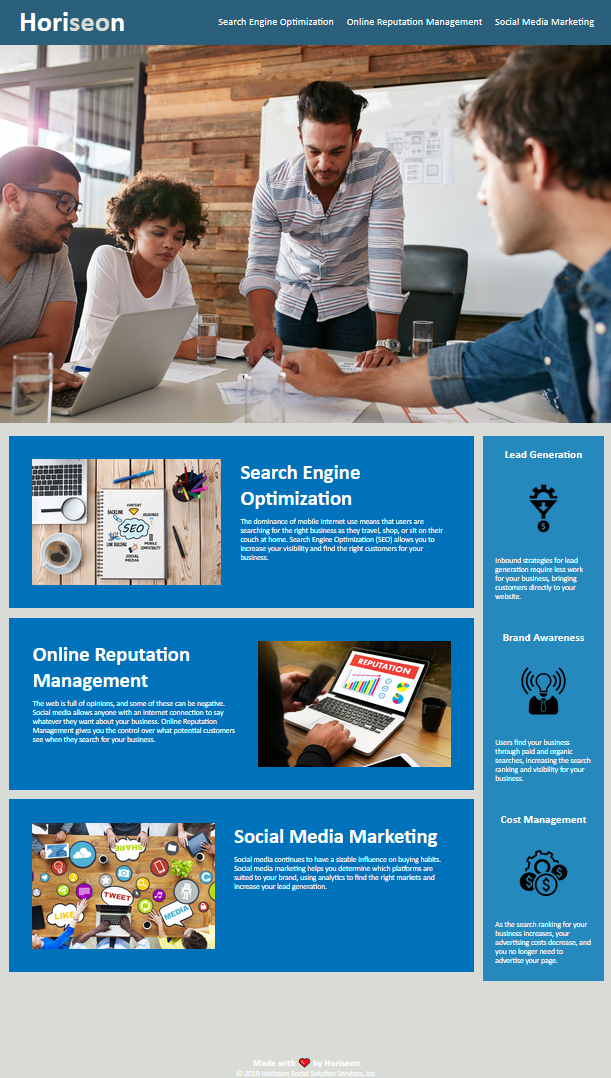 Horiseon
Search Engine Optimization
Online Reputation Management
Social Media Marketing
Search Engine
Optimization
The dominance of mobile internet use means that users are
searching for the right business as they travel, shop, or sit on their
couch at home. Search Engine Optimization (SEO) allows you to
increase your visibility and find the right customers for your
business.
CONTENT
BACKLINK
HEADINGS
SEO
LINK BUILDING
MOBILE
COMPATIBILITY
SOCIAL
MEDIA
Online Reputation
Management
The web is full of opinions, and some of these can be negative.
Social media allows anyone with an internet connection to say
whatever they want about your business. Online Reputation
Management gives you the control over what potential customers
see when they search for your business.
REPUTATION
Social Media Marketing
Social media continues to have a sizable influence on buying habits.
Social media marketing helps you determine which platforms are
suited to your brand, using analytics to find the right markets and
increase your lead generation.
SHARE
TWEET
LIKE
MEDIA
Lead Generation
Inbound strategies for lead
generation require less work
for your business, bringing
customers directly to your
website.
Brand Awareness
Users find your business
through paid and organic
searches, increasing the search
ranking and visibility for your
business.
Cost Management
As the search ranking for your
business increases, your
advertising costs decrease, and
you no longer need to
advertise your page.
Made with ❤️ by Horiseon
© 2019 Horiseon Social Solution Services, Inc.